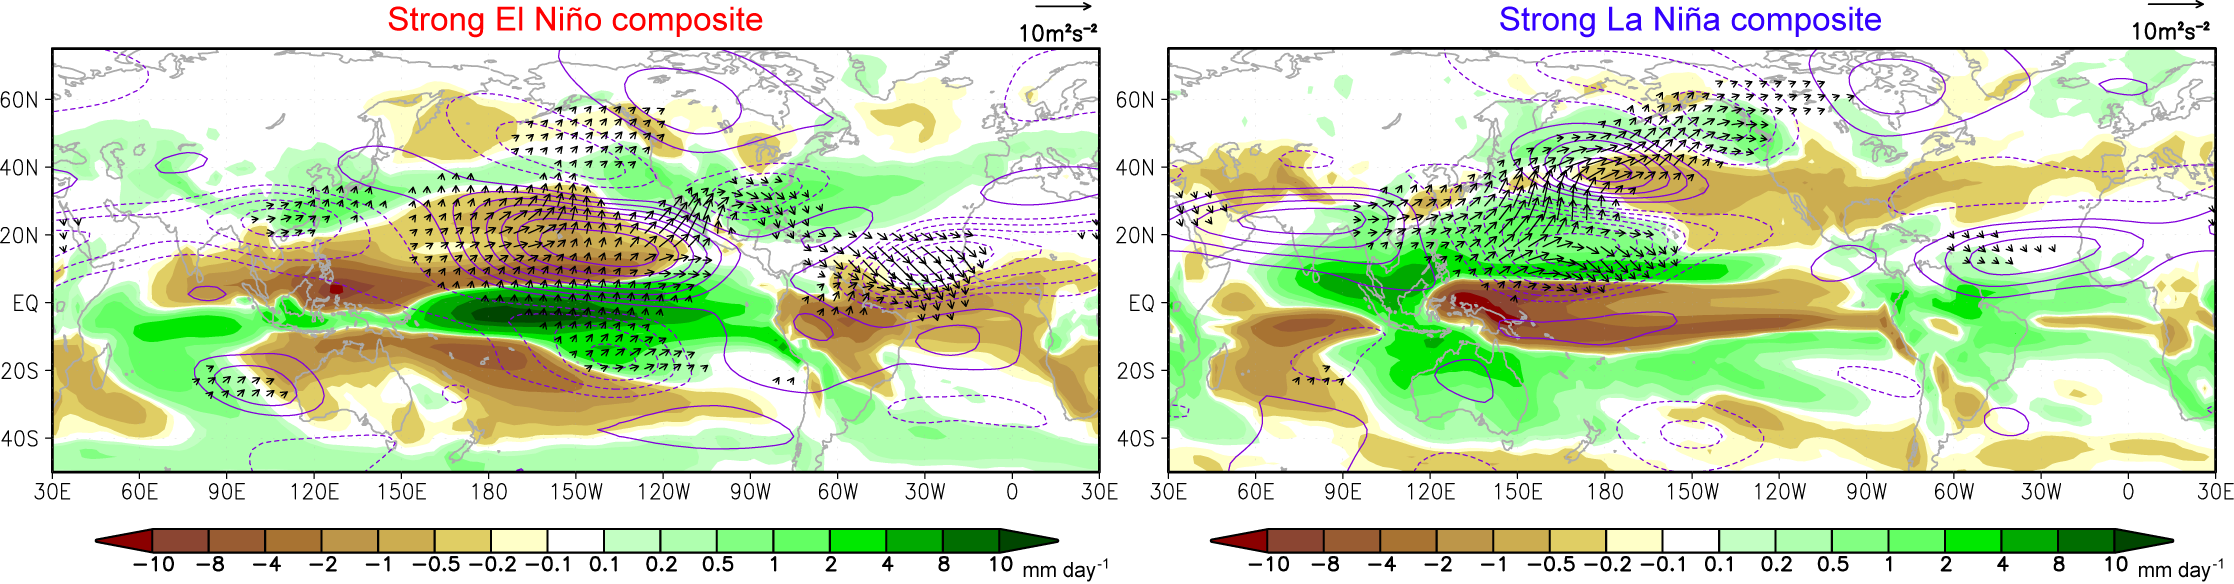 Strong El Niño composite
10m²s⁻²
60N
40N
20N
EQ
20S
40S
30E 60E 90E 120E 150E 180 150W 120W 90W 60W 30W 0 30E
−10 −8 −4 −2 −1 −0.5 −0.2 −0.1 0.1 0.2 0.5 1 2 4 8 10 mm day⁻¹
Strong La Niña composite
10m²s⁻²
60N
40N
20N
EQ
20S
40S
30E 60E 90E 120E 150E 180 150W 120W 90W 60W 30W 0 30E
−10 −8 −4 −2 −1 −0.5 −0.2 −0.1 0.1 0.2 0.5 1 2 4 8 10 mm day⁻¹